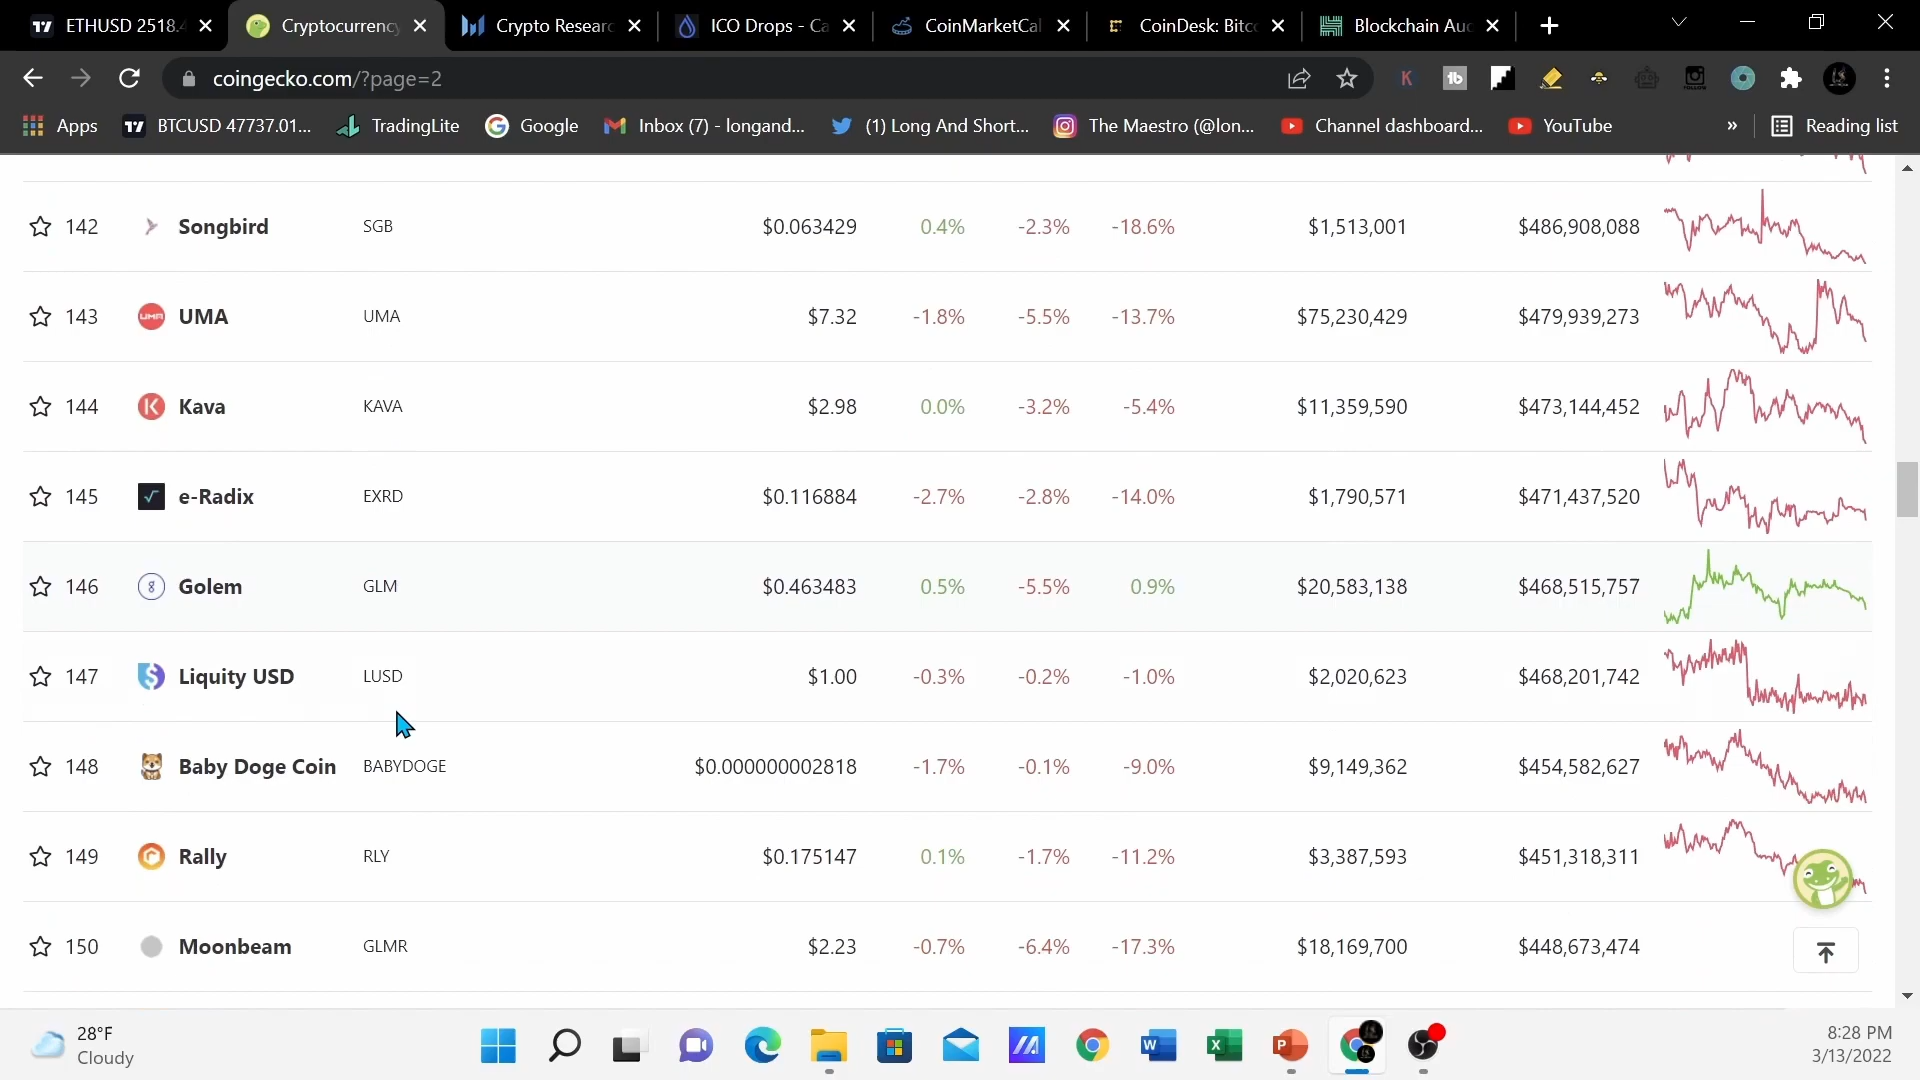 ETHUSD 2518.4
Cryptocurrency
Crypto Researc
ICO Drops - Ca
CoinMarketCal
CoinDesk: Bitc
Blockchain Auc
coingecko.com/?page=2
Apps
BTCUSD 47737.01...
TradingLite
Google
Inbox (7) - longand...
(1) Long And Short...
The Maestro (@lon...
Channel dashboard...
YouTube
»
Reading list
142 Songbird SGB $0.063429 0.4% -2.3% -18.6% $1,513,001 $486,908,088
143 UMA UMA $7.32 -1.8% -5.5% -13.7% $75,230,429 $479,939,273
144 Kava KAVA $2.98 0.0% -3.2% -5.4% $11,359,590 $473,144,452
145 e-Radix EXRD $0.116884 -2.7% -2.8% -14.0% $1,790,571 $471,437,520
146 Golem GLM $0.463483 0.5% -5.5% 0.9% $20,583,138 $468,515,757
147 Liquity USD LUSD $1.00 -0.3% -0.2% -1.0% $2,020,623 $468,201,742
148 Baby Doge Coin BABYDOGE $0.000000002818 -1.7% -0.1% -9.0% $9,149,362 $454,582,627
149 Rally RLY $0.175147 0.1% -1.7% -11.2% $3,387,593 $451,318,311
150 Moonbeam GLMR $2.23 -0.7% -6.4% -17.3% $18,169,700 $448,673,474
28°F
Cloudy
8:28 PM
3/13/2022